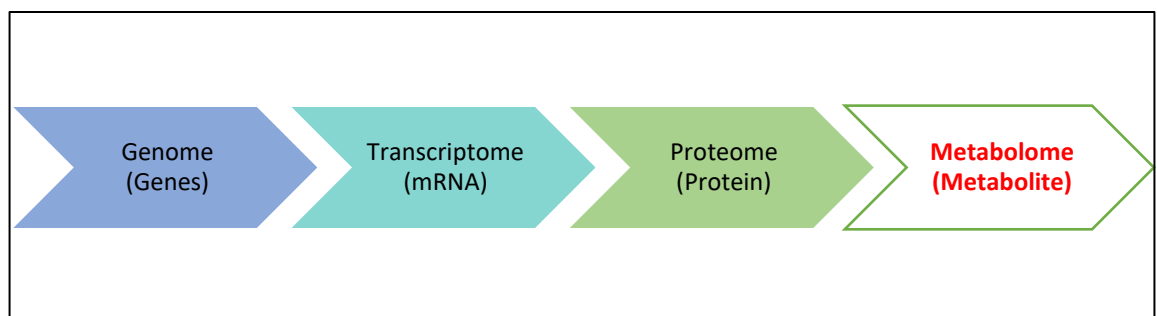 Genome
(Genes)
Transcriptome
(mRNA)
Proteome
(Protein)
Metabolome
(Metabolite)